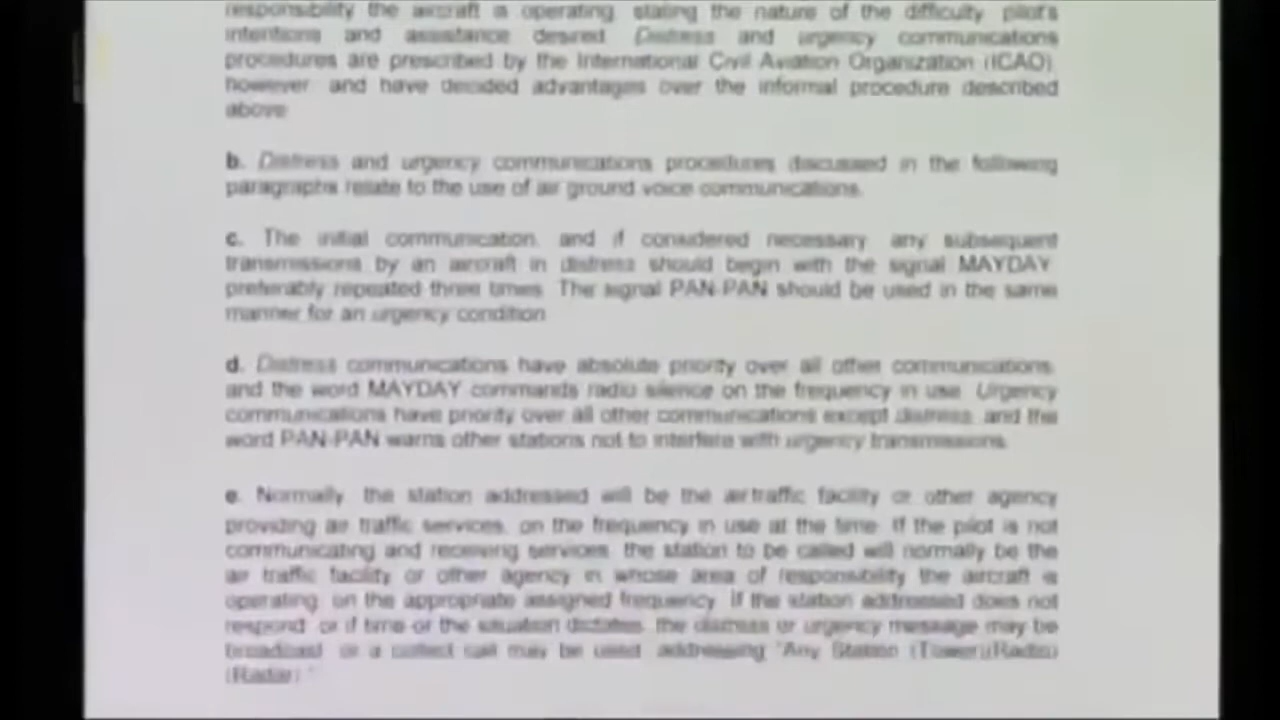 responsibility the aircraft is operating, stating the nature of the difficulty, pilot's
intentions and assistance desired. Distress and urgency communications
procedures are prescribed by the International Civil Aviation Organization (ICAO),
however, and have decided advantages over the informal procedure described
above.
b. Distress and urgency communications procedures discussed in the following
paragraphs relate to the use of air ground voice communications.
c. The initial communication, and if considered necessary, any subsequent
transmissions by an aircraft in distress should begin with the signal MAYDAY,
preferably repeated three times. The signal PAN-PAN should be used in the same
manner for an urgency condition.
d. Distress communications have absolute priority over all other communications,
and the word MAYDAY commands radio silence on the frequency in use. Urgency
communications have priority over all other communications except distress, and the
word PAN-PAN warns other stations not to interfere with urgency transmissions.
e. Normally, the station addressed will be the air traffic facility or other agency
providing air traffic services, on the frequency in use at the time. If the pilot is not
communicating and receiving services, the station to be called will normally be the
air traffic facility or other agency in whose area of responsibility the aircraft is
operating, on the appropriate assigned frequency. If the station addressed does not
respond, or if time or the situation dictates, the distress or urgency message may be
broadcast, or a collect call may be used, addressing "Any Station (Tower)(Radio)
(Radar)."